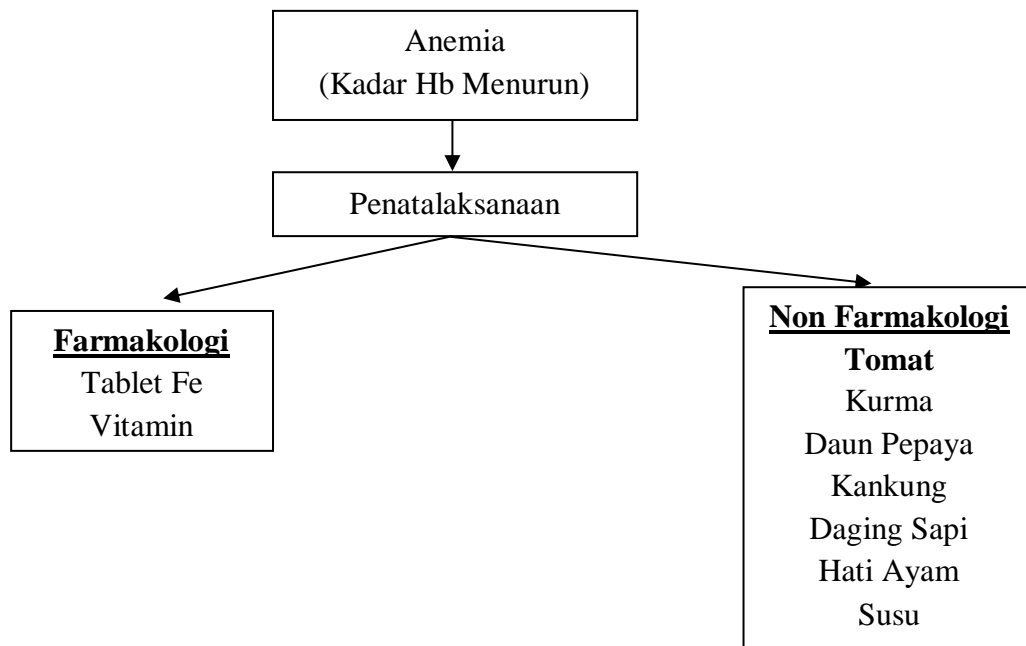 Anemia
(Kadar Hb Menurun)
Penatalaksanaan
Farmakologi
Tablet Fe
Vitamin
Non Farmakologi
Tomat
Kurma
Daun Pepaya
Kankung
Daging Sapi
Hati Ayam
Susu